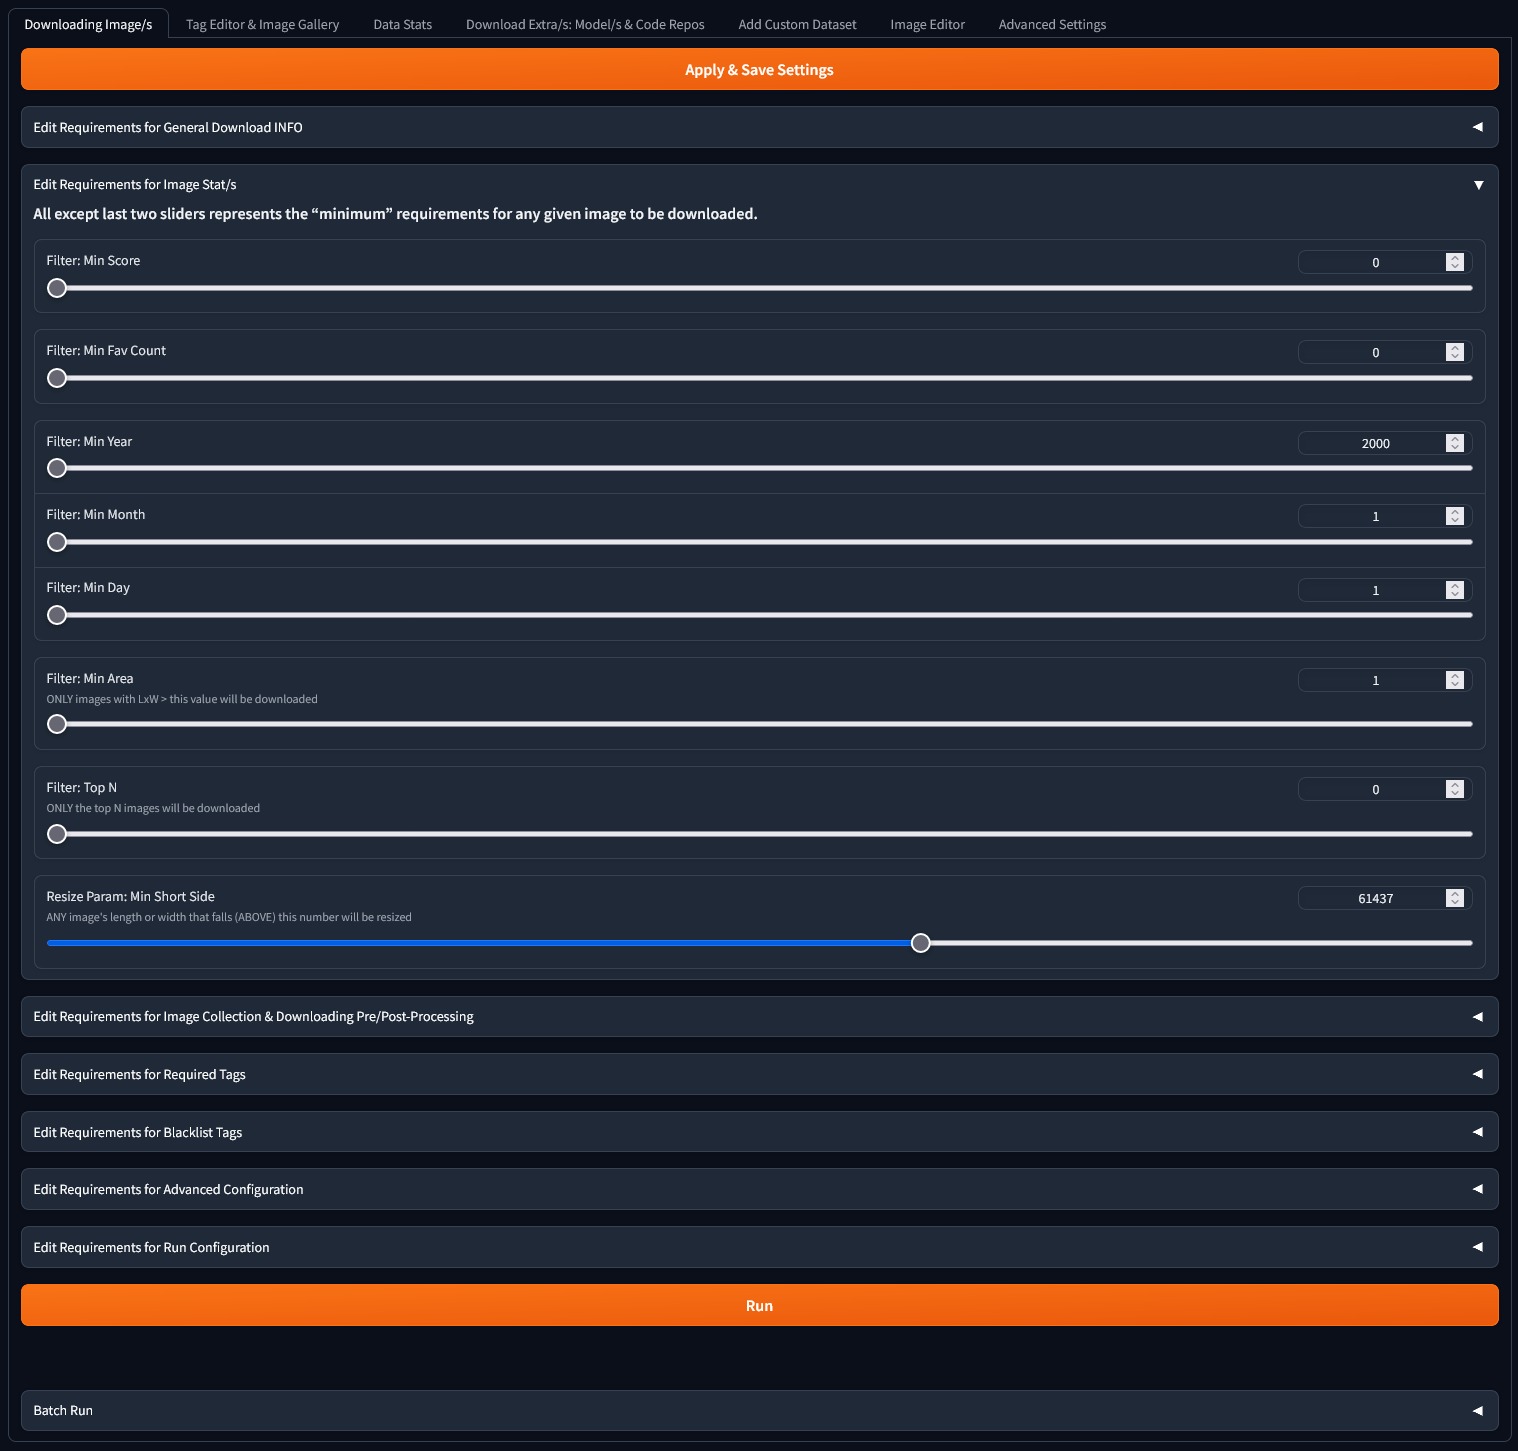 Downloading Image/s Tag Editor & Image Gallery Data Stats Download Extra/s: Model/s & Code Repos Add Custom Dataset Image Editor Advanced Settings
Apply & Save Settings
Edit Requirements for General Download INFO
Edit Requirements for Image Stat/s
All except last two sliders represents the “minimum” requirements for any given image to be downloaded.
Filter: Min Score 0
Filter: Min Fav Count 0
Filter: Min Year 2000
Filter: Min Month 1
Filter: Min Day 1
Filter: Min Area 1
ONLY images with LxW > this value will be downloaded
Filter: Top N 0
ONLY the top N images will be downloaded
Resize Param: Min Short Side 61437
ANY image's length or width that falls (ABOVE) this number will be resized
Edit Requirements for Image Collection & Downloading Pre/Post-Processing
Edit Requirements for Required Tags
Edit Requirements for Blacklist Tags
Edit Requirements for Advanced Configuration
Edit Requirements for Run Configuration
Run
Batch Run